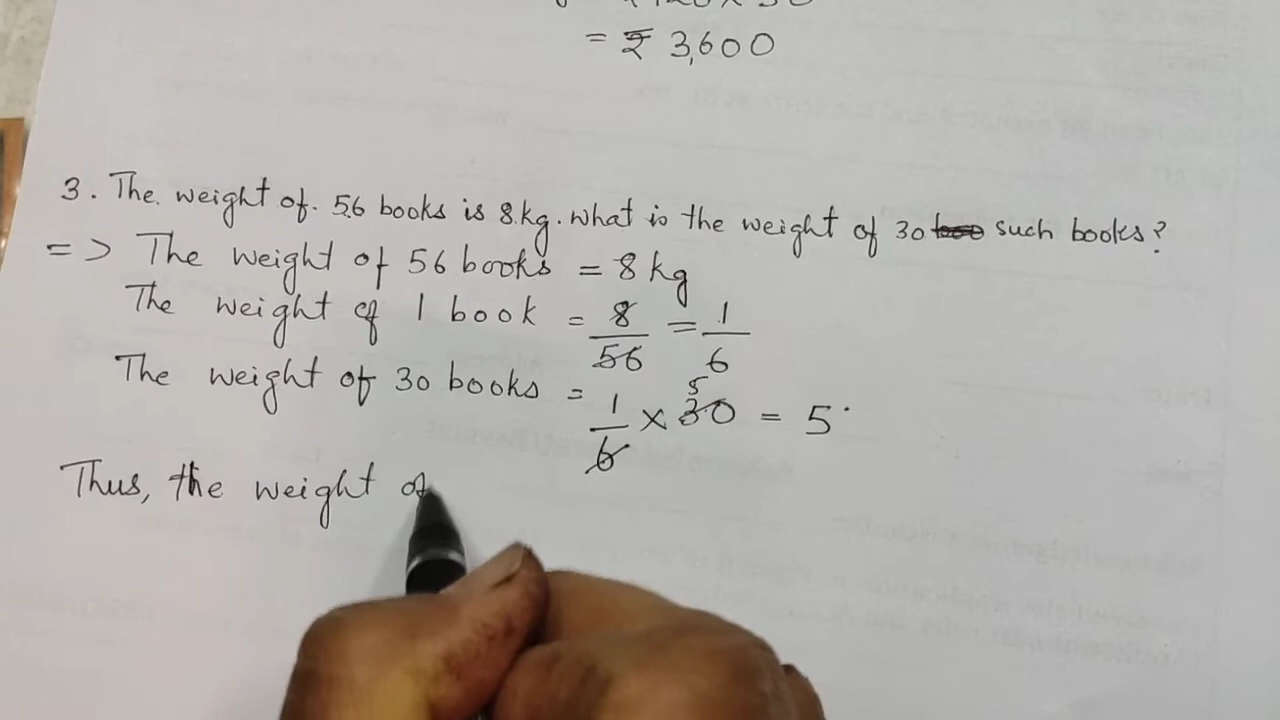 = ₹ 3,600
3. The weight of 56 books is 8 kg. what is the weight of 30 such books?
=> The weight of 56 books = 8 kg
The weight of 1 book = 8/56 = 1/6
The weight of 30 books = 1/6 × 30 5 = 5
Thus, the weight of